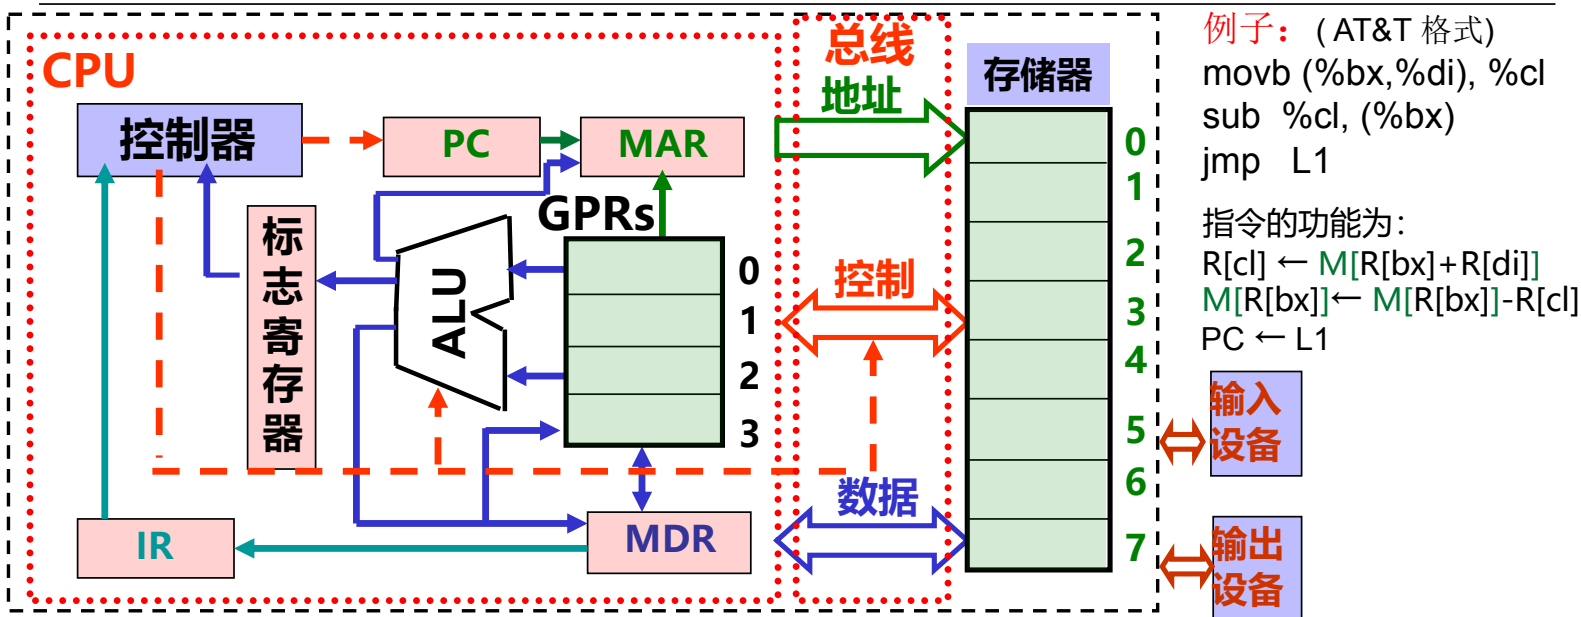 CPU
控制器
PC
MAR
GPRs
标志寄存器
ALU
0
1
2
3
IR
MDR
总线
地址
控制
数据
存储器
0
1
2
3
4
5
6
7
例子：( AT&T 格式)
movb (%bx,%di), %cl
sub %cl, (%bx)
jmp L1
指令的功能为：
R[cl] ← M[R[bx]+R[di]]
M[R[bx]]← M[R[bx]]-R[cl]
PC ← L1
输入
设备
输出
设备